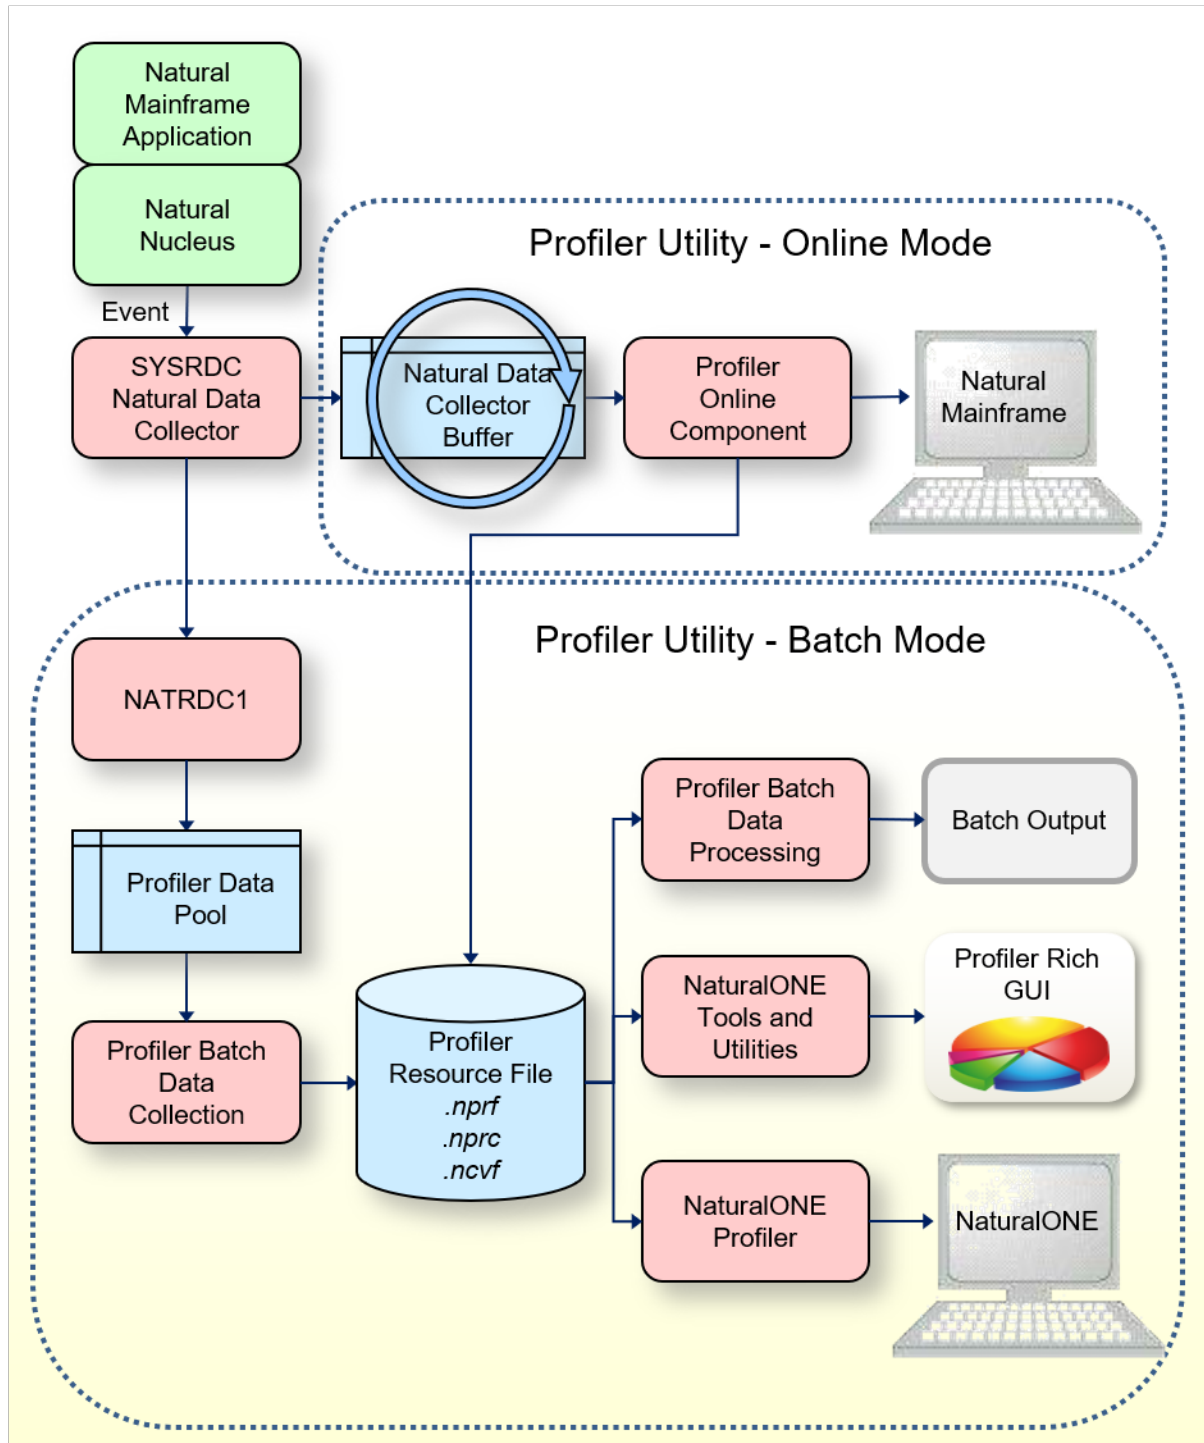 Natural
Mainframe
Application
Natural
Nucleus
Profiler Utility - Online Mode
Event
SYSRDC
Natural Data
Collector
Natural Data
Collector
Buffer
Profiler
Online
Component
Natural
Mainframe
Profiler Utility - Batch Mode
NATRDC1
Profiler Batch
Data
Processing
Batch Output
Profiler Data
Pool
NaturalONE
Tools and
Utilities
Profiler Rich
GUI
Profiler Batch
Data
Collection
Profiler
Resource File
.nprf
.nprc
.ncvf
NaturalONE
Profiler
NaturalONE